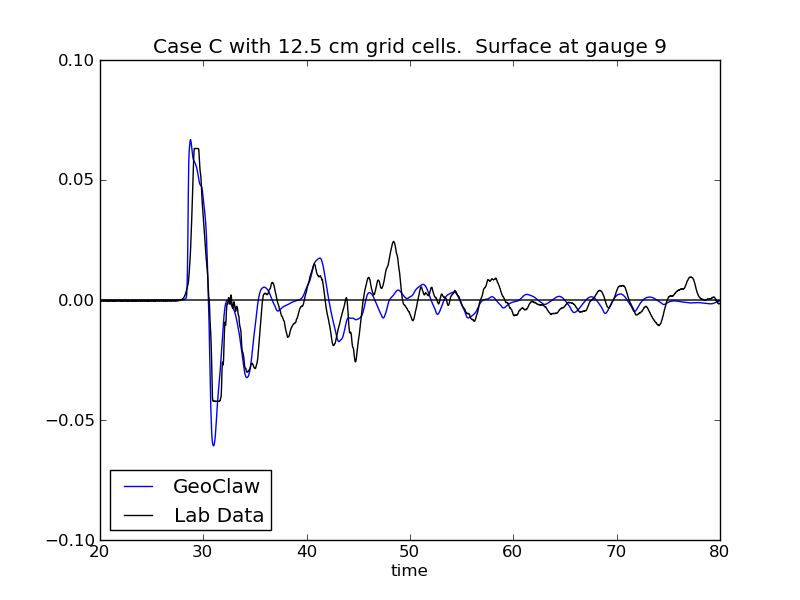 Case C with 12.5 cm grid cells.  Surface at gauge 9
0.10
0.05
0.00
−0.05
−0.10
GeoClaw
Lab Data
20 30 40 50 60 70 80
time